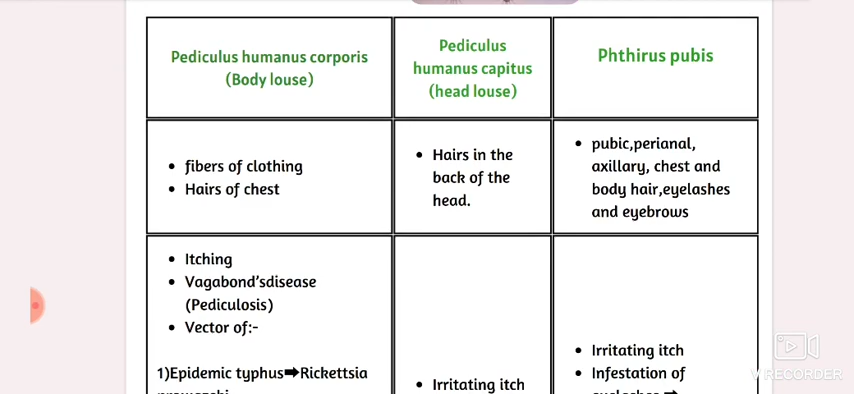 Pediculus humanus corporis
(Body louse)
Pediculus
humanus capitus
(head louse)
Phthirus pubis
• fibers of clothing
• Hairs of chest
• Hairs in the
back of the
head.
• pubic,perianal,
axillary, chest and
body hair,eyelashes
and eyebrows
• Itching
• Vagabond'sdisease
(Pediculosis)
• Vector of:-
1)Epidemic typhus➡Rickettsia
• Irritating itch
• Irritating itch
• Infestation of
V RECORDER